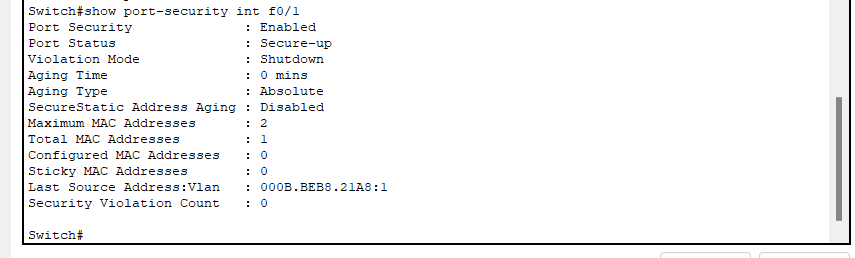 Switch#show port-security int f0/1
Port Security              : Enabled
Port Status                : Secure-up
Violation Mode             : Shutdown
Aging Time                 : 0 mins
Aging Type                 : Absolute
SecureStatic Address Aging : Disabled
Maximum MAC Addresses      : 2
Total MAC Addresses        : 1
Configured MAC Addresses   : 0
Sticky MAC Addresses       : 0
Last Source Address:Vlan   : 000B.BEB8.21A8:1
Security Violation Count   : 0
Switch#